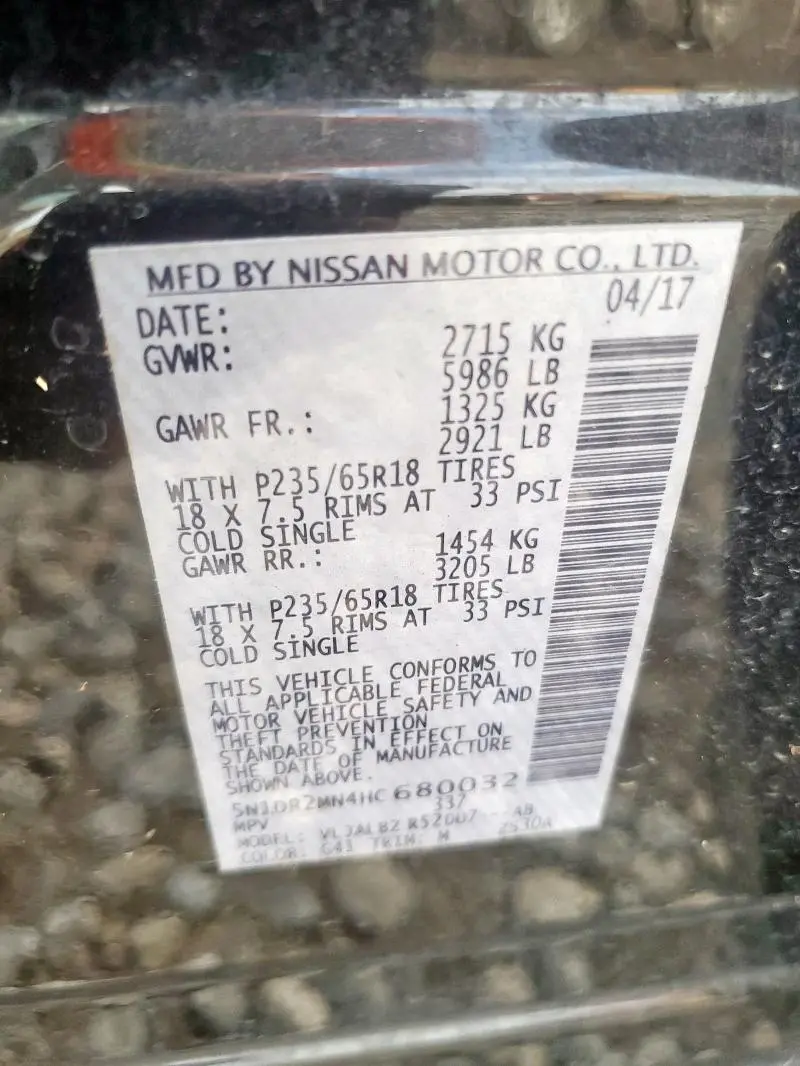 MFD BY NISSAN MOTOR CO., LTD.
DATE: 04/17
GVWR: 2715 KG
5986 LB
GAWR FR.: 1325 KG
2921 LB
WITH P235/65R18 TIRES
18 X 7.5 RIMS AT 33 PSI
COLD SINGLE
GAWR RR.: 1454 KG
3205 LB
WITH P235/65R18 TIRES
18 X 7.5 RIMS AT 33 PSI
COLD SINGLE
THIS VEHICLE CONFORMS TO
ALL APPLICABLE FEDERAL
MOTOR VEHICLE SAFETY AND
THEFT PREVENTION
STANDARDS IN EFFECT ON
THE DATE OF MANUFACTURE
SHOWN ABOVE.
5N1DR2MN4HC 680032
MPV 337
MODEL: R52DU7
COLOR: G41 TRIM: M